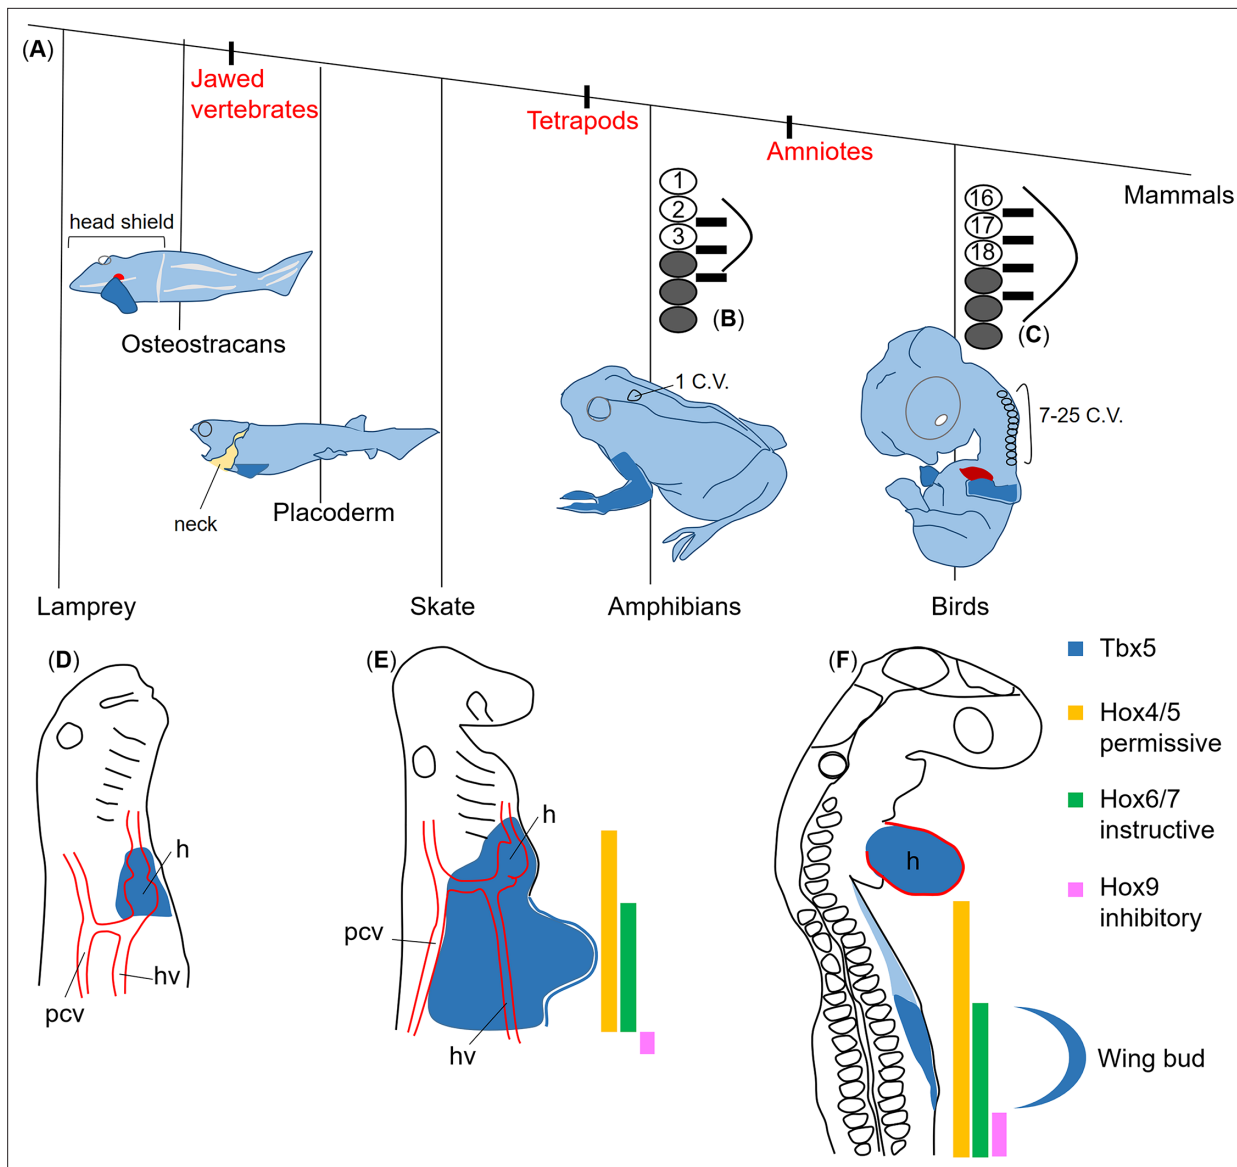 (A)
Jawed
vertebrates
Tetrapods
Amniotes
Mammals
head shield
1
2
3
16
17
18
(B)
(C)
Osteostracans
1 C.V.
7-25 C.V.
neck
Placoderm
Lamprey
Skate
Amphibians
Birds
(D)
(E)
(F)
Tbx5
Hox4/5
permissive
Hox6/7
instructive
Hox9
inhibitory
h
pcv
hv
h
pcv
hv
h
Wing bud